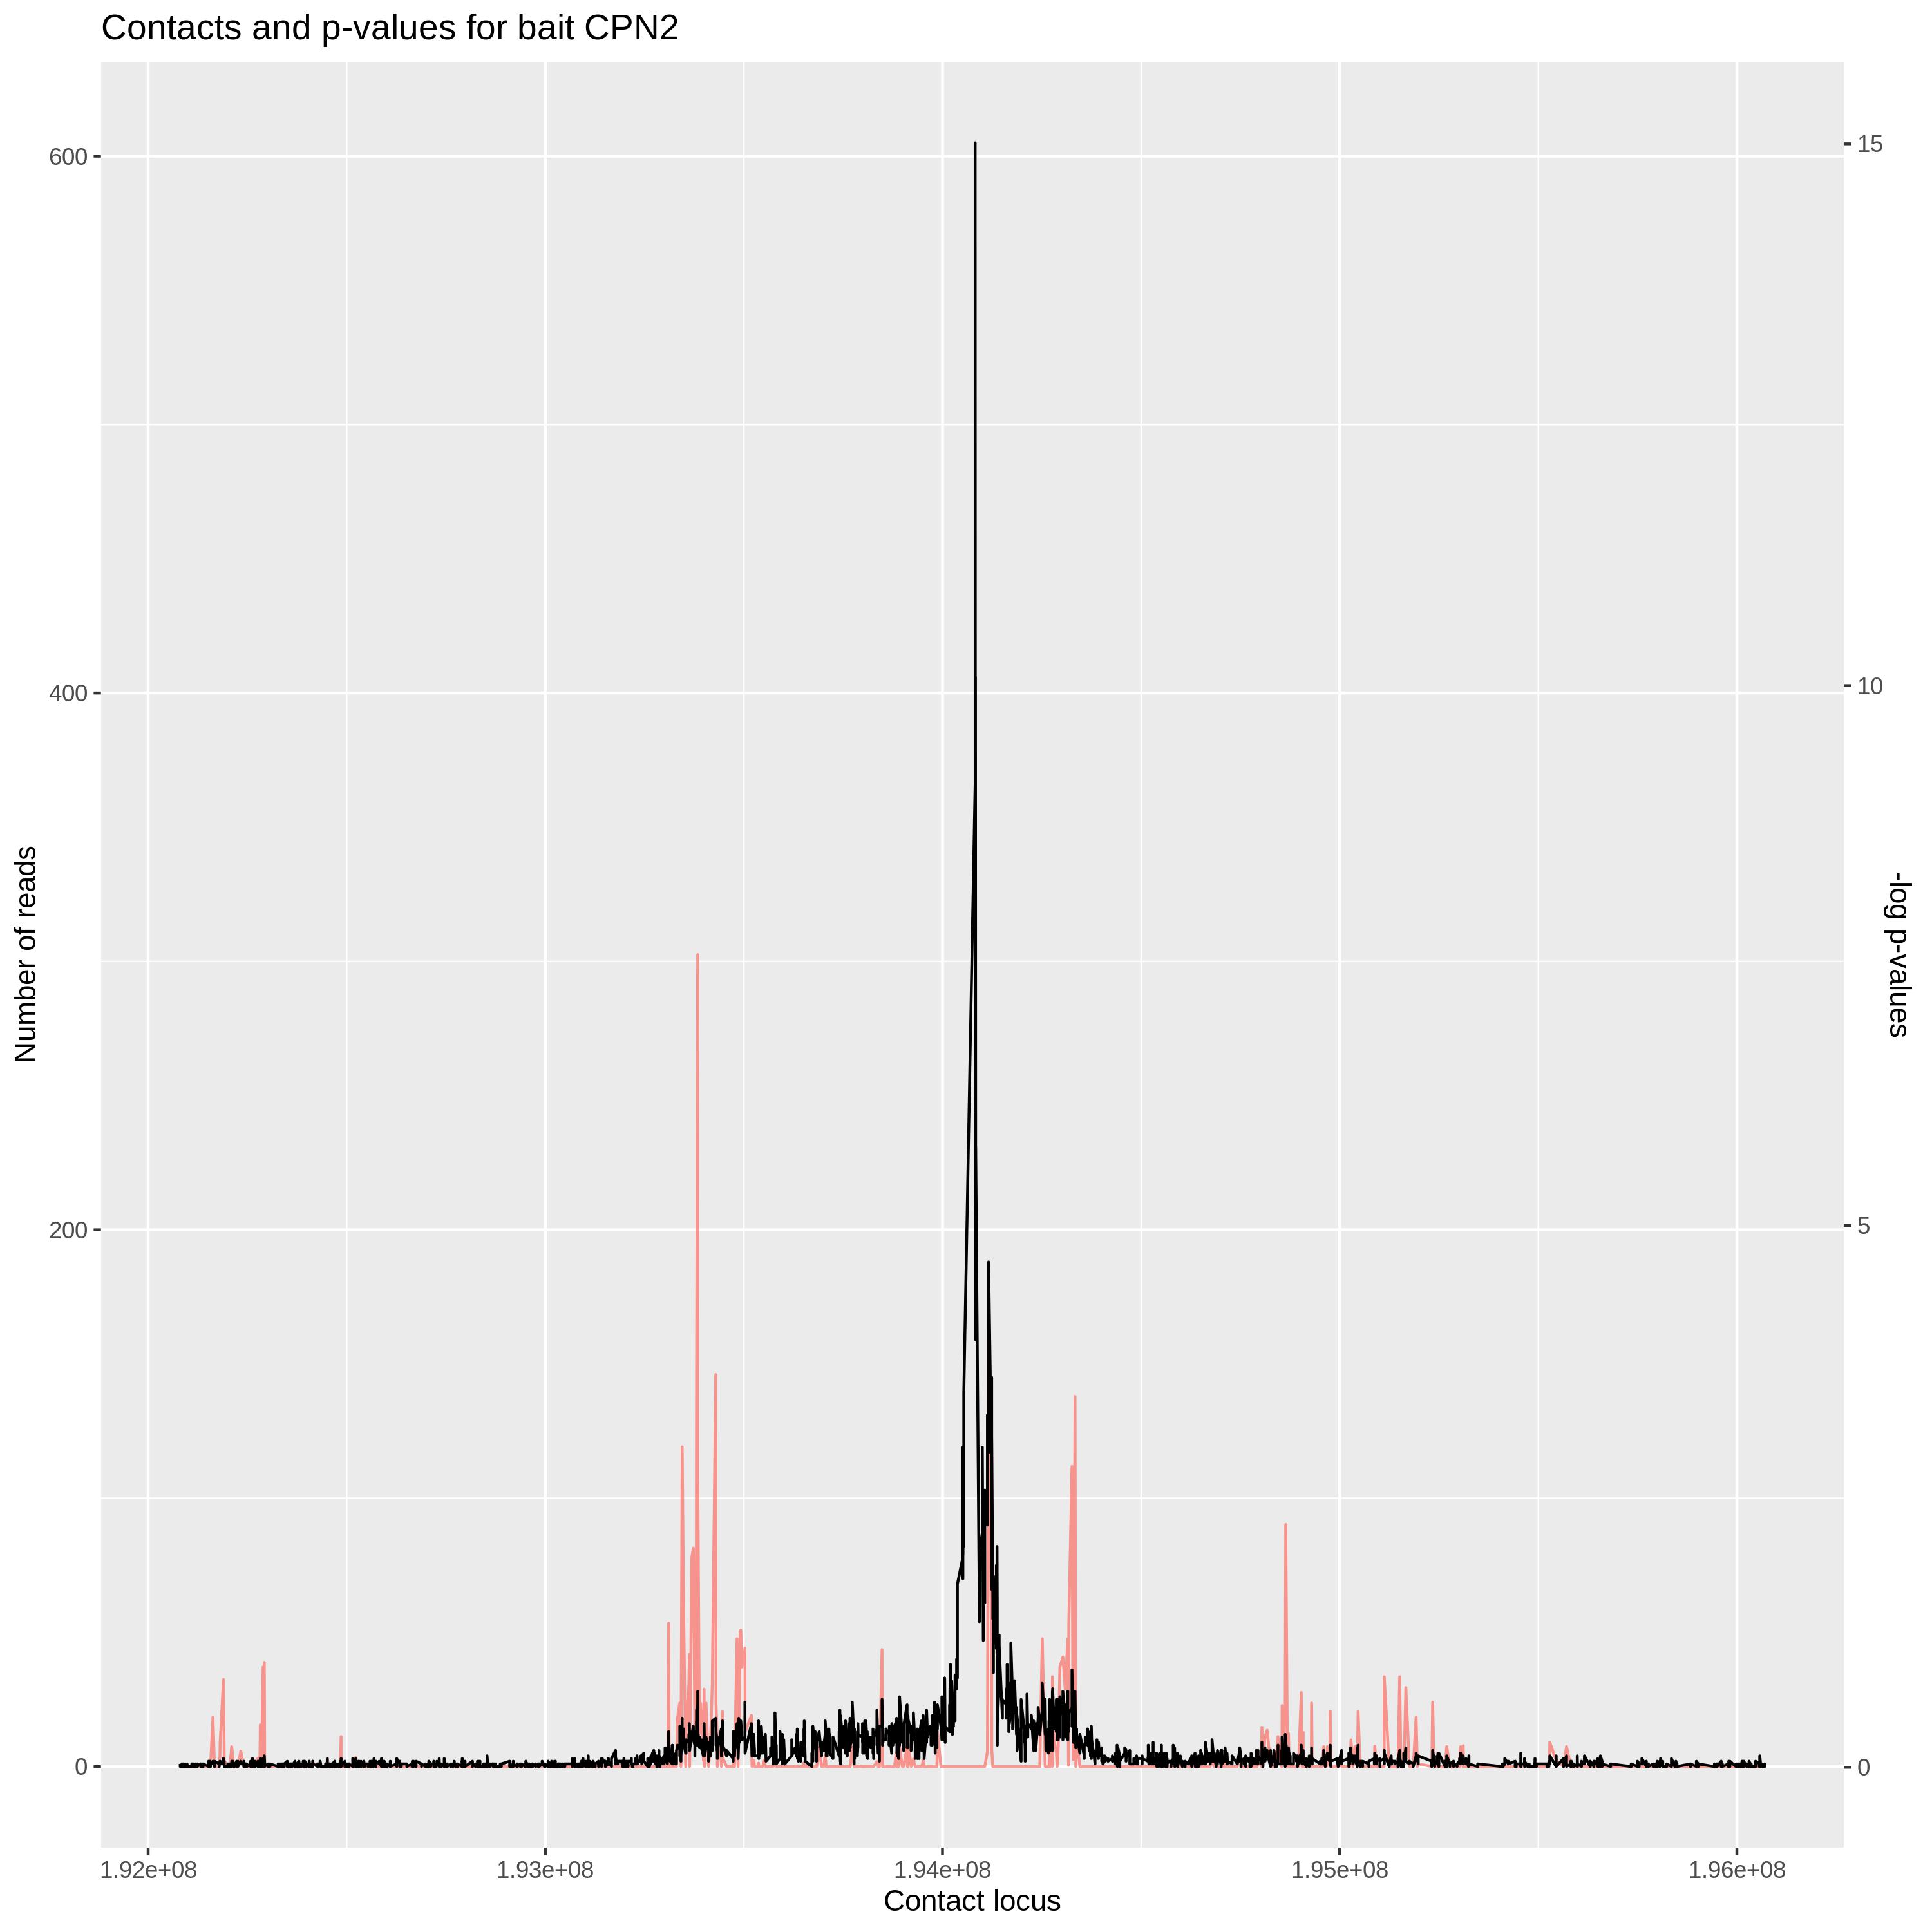 Contacts and p-values for bait CPN2
600
400
200
0
15
10
5
0
Number of reads
-log p-values
1.92e+08
1.93e+08
1.94e+08
1.95e+08
1.96e+08
Contact locus